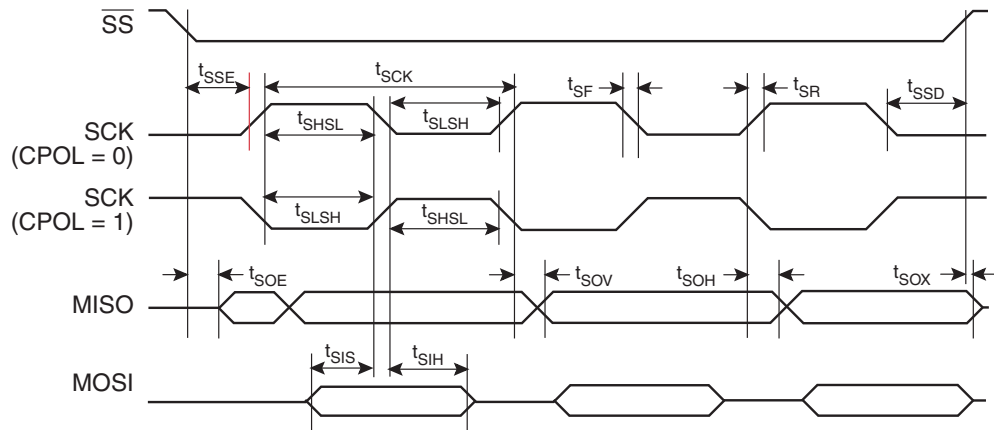 SS
tSSE
tSCK
tSF
tSR
tSSD
SCK
(CPOL = 0)
tSHSL
tSLSH
SCK
(CPOL = 1)
tSLSH
tSHSL
MISO
tSOE
tSOV
tSOH
tSOX
MOSI
tSIS
tSIH